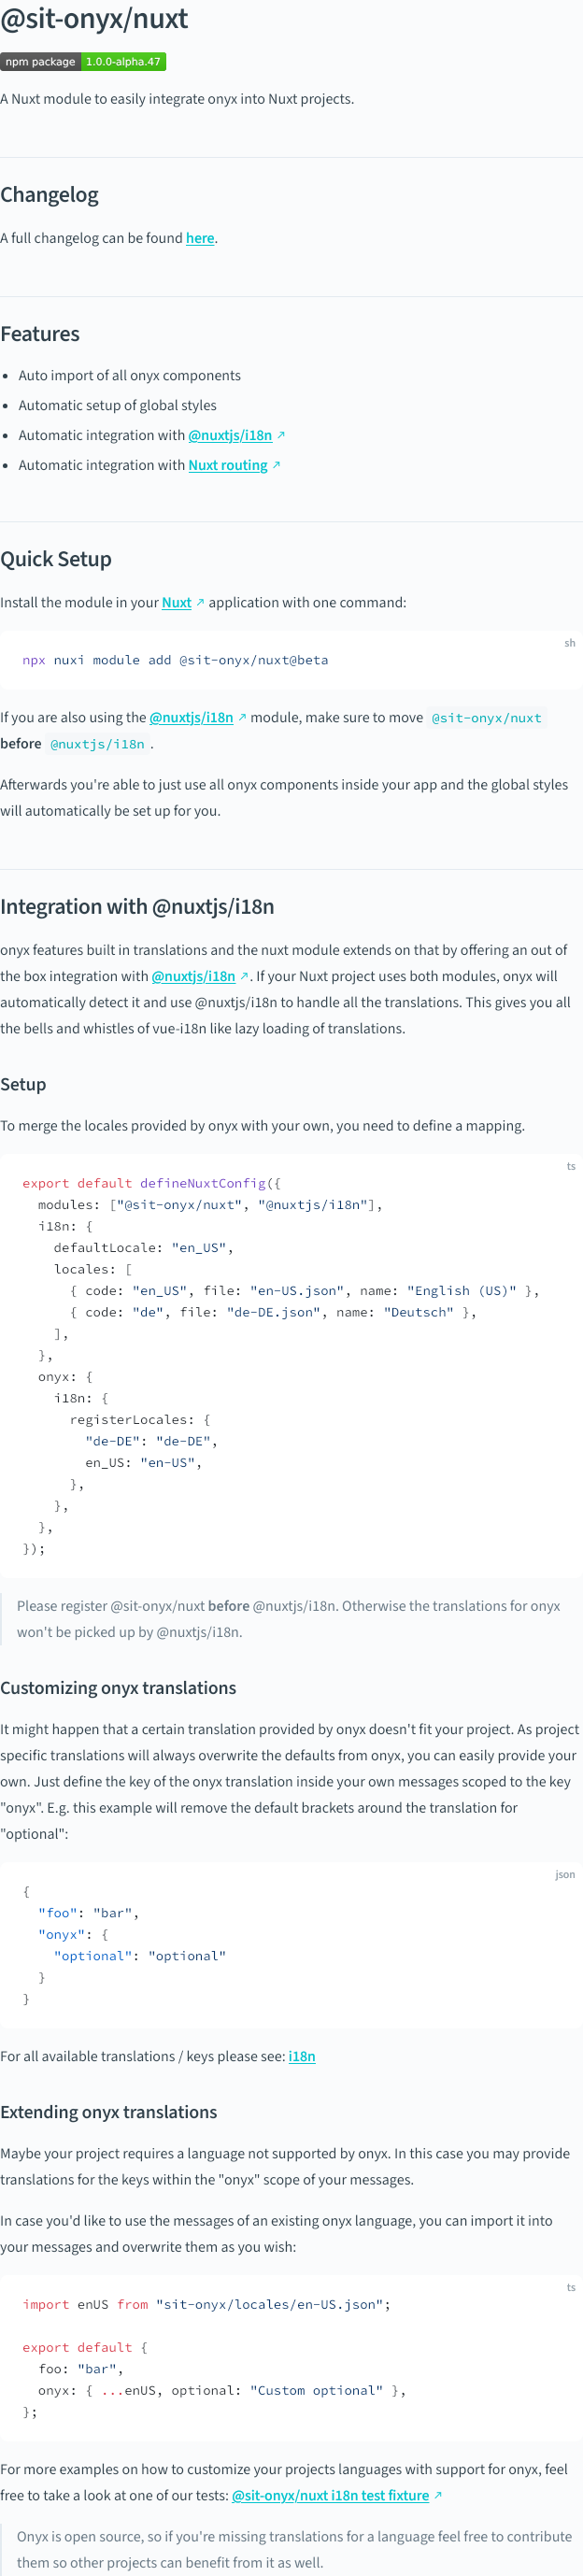 @sit-onyx/nuxt
npm package 1.0.0-alpha.47
A Nuxt module to easily integrate onyx into Nuxt projects.
Changelog
A full changelog can be found here.
Features
• Auto import of all onyx components
• Automatic setup of global styles
• Automatic integration with @nuxtjs/i18n ↗
• Automatic integration with Nuxt routing ↗
Quick Setup
Install the module in your Nuxt ↗ application with one command:
sh
npx nuxi module add @sit-onyx/nuxt@beta
If you are also using the @nuxtjs/i18n ↗ module, make sure to move @sit-onyx/nuxt
before @nuxtjs/i18n .
Afterwards you're able to just use all onyx components inside your app and the global styles
will automatically be set up for you.
Integration with @nuxtjs/i18n
onyx features built in translations and the nuxt module extends on that by offering an out of
the box integration with @nuxtjs/i18n ↗. If your Nuxt project uses both modules, onyx will
automatically detect it and use @nuxtjs/i18n to handle all the translations. This gives you all
the bells and whistles of vue-i18n like lazy loading of translations.
Setup
To merge the locales provided by onyx with your own, you need to define a mapping.
ts
export default defineNuxtConfig({
  modules: ["@sit-onyx/nuxt", "@nuxtjs/i18n"],
  i18n: {
    defaultLocale: "en_US",
    locales: [
      { code: "en_US", file: "en-US.json", name: "English (US)" },
      { code: "de", file: "de-DE.json", name: "Deutsch" },
    ],
  },
  onyx: {
    i18n: {
      registerLocales: {
        "de-DE": "de-DE",
        en_US: "en-US",
      },
    },
  },
});
Please register @sit-onyx/nuxt before @nuxtjs/i18n. Otherwise the translations for onyx
won't be picked up by @nuxtjs/i18n.
Customizing onyx translations
It might happen that a certain translation provided by onyx doesn't fit your project. As project
specific translations will always overwrite the defaults from onyx, you can easily provide your
own. Just define the key of the onyx translation inside your own messages scoped to the key
"onyx". E.g. this example will remove the default brackets around the translation for
"optional":
json
{
  "foo": "bar",
  "onyx": {
    "optional": "optional"
  }
}
For all available translations / keys please see: i18n
Extending onyx translations
Maybe your project requires a language not supported by onyx. In this case you may provide
translations for the keys within the "onyx" scope of your messages.
In case you'd like to use the messages of an existing onyx language, you can import it into
your messages and overwrite them as you wish:
ts
import enUS from "sit-onyx/locales/en-US.json";
export default {
  foo: "bar",
  onyx: { ...enUS, optional: "Custom optional" },
};
For more examples on how to customize your projects languages with support for onyx, feel
free to take a look at one of our tests: @sit-onyx/nuxt i18n test fixture ↗
Onyx is open source, so if you're missing translations for a language feel free to contribute
them so other projects can benefit from it as well.